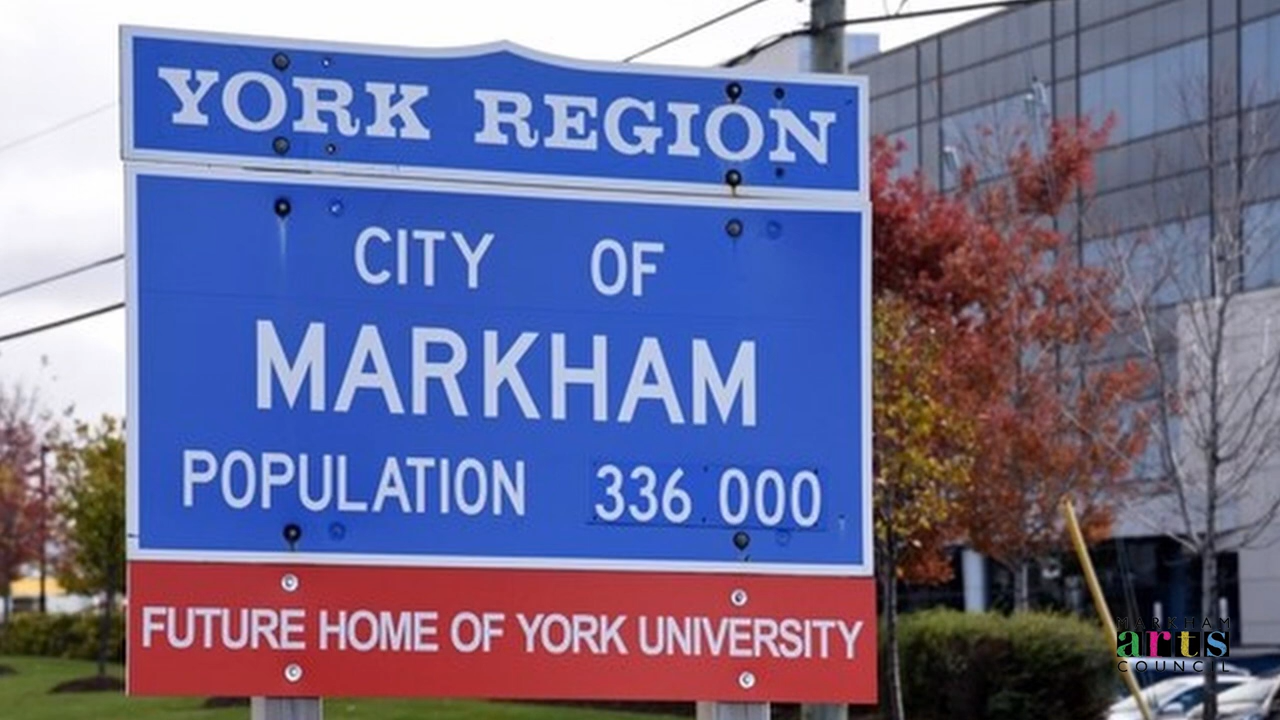 YORK REGION
CITY OF
MARKHAM
POPULATION 336 000
FUTURE HOME OF YORK UNIVERSITY
MARKHAM
arts
COUNCIL